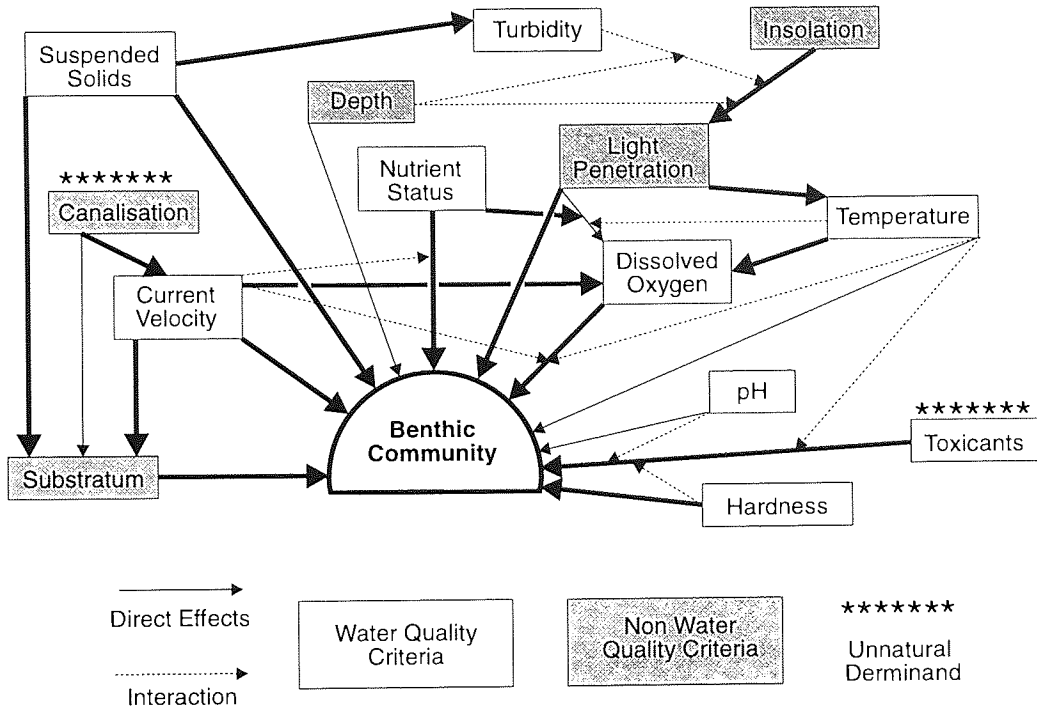 Turbidity
Insolation
Suspended
Solids
Depth
Light
Penetration
Nutrient
Status
*******
Canalisation
Temperature
Dissolved
Oxygen
Current
Velocity
pH
*******
Benthic
Community
Toxicants
Substratum
Hardness
Direct Effects
Interaction
Water Quality
Criteria
Non Water
Quality Criteria
*******
Unnatural
Derminand